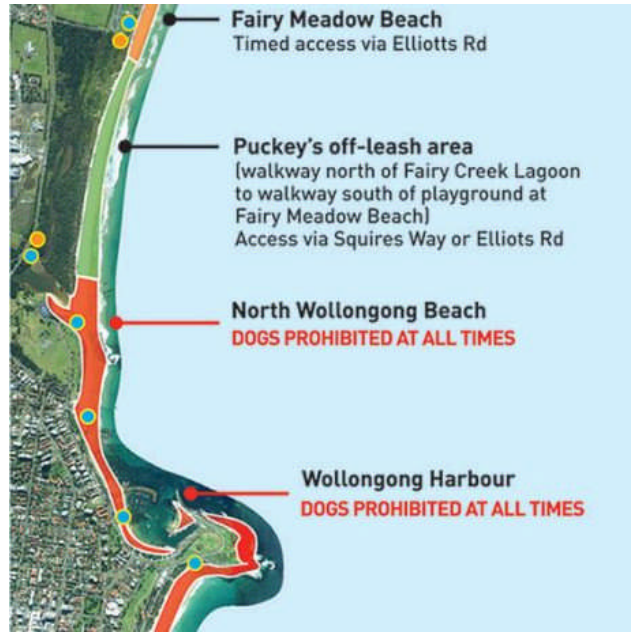 Fairy Meadow Beach
Timed access via Elliotts Rd
Puckey's off-leash area
(walkway north of Fairy Creek Lagoon
to walkway south of playground at
Fairy Meadow Beach)
Access via Squires Way or Elliots Rd
North Wollongong Beach
DOGS PROHIBITED AT ALL TIMES
Wollongong Harbour
DOGS PROHIBITED AT ALL TIMES